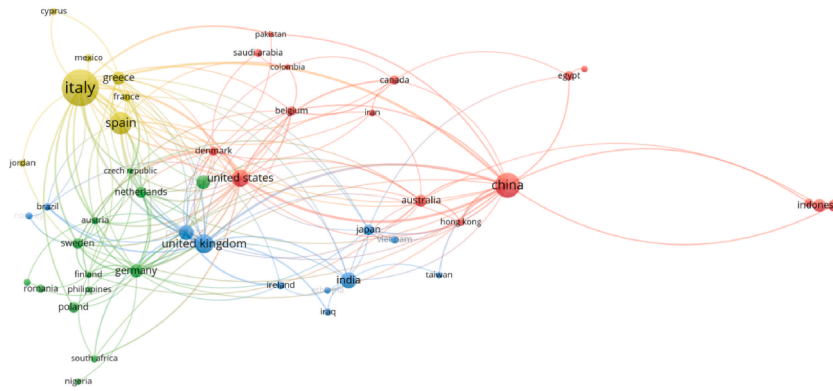 cyprus
pakistan
saudi arabia
mexico
colombia
greece
canada
egypt
italy
france
belgium
iran
spain
denmark
jordan
czech republic
united states
china
netherlands
australia
indones
brazil
austria
hong kong
japan
vietnam
sweden
united kingdom
finland
germany
taiwan
india
romania
philippines
ireland
poland
iraq
south africa
nigeria